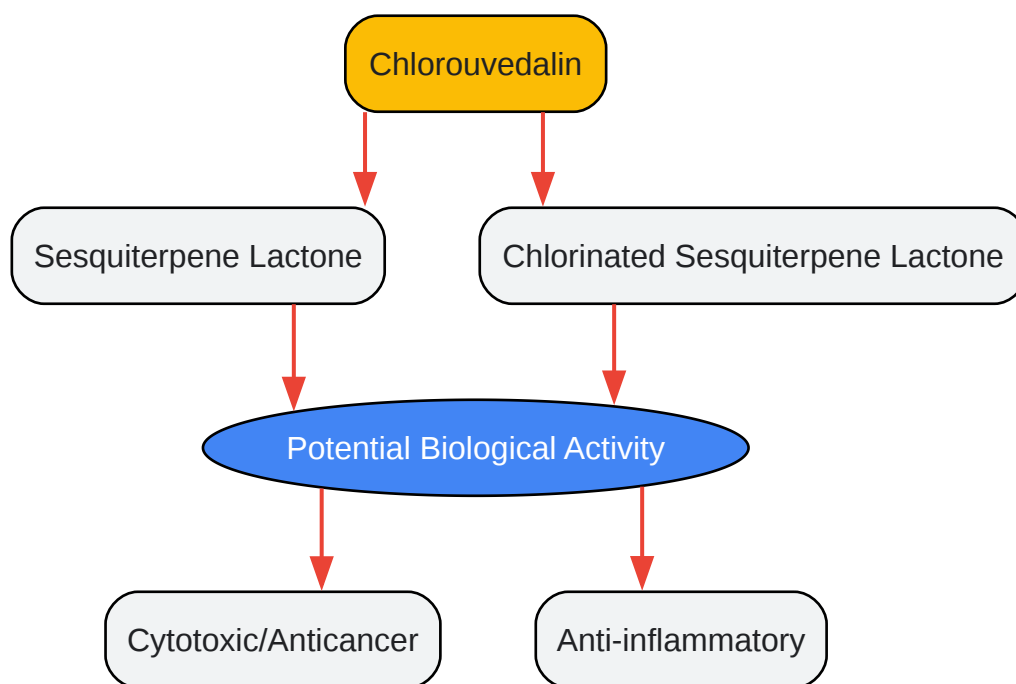 Chlorouvedalin
Sesquiterpene Lactone
Chlorinated Sesquiterpene Lactone
Potential Biological Activity
Cytotoxic/Anticancer
Anti-inflammatory